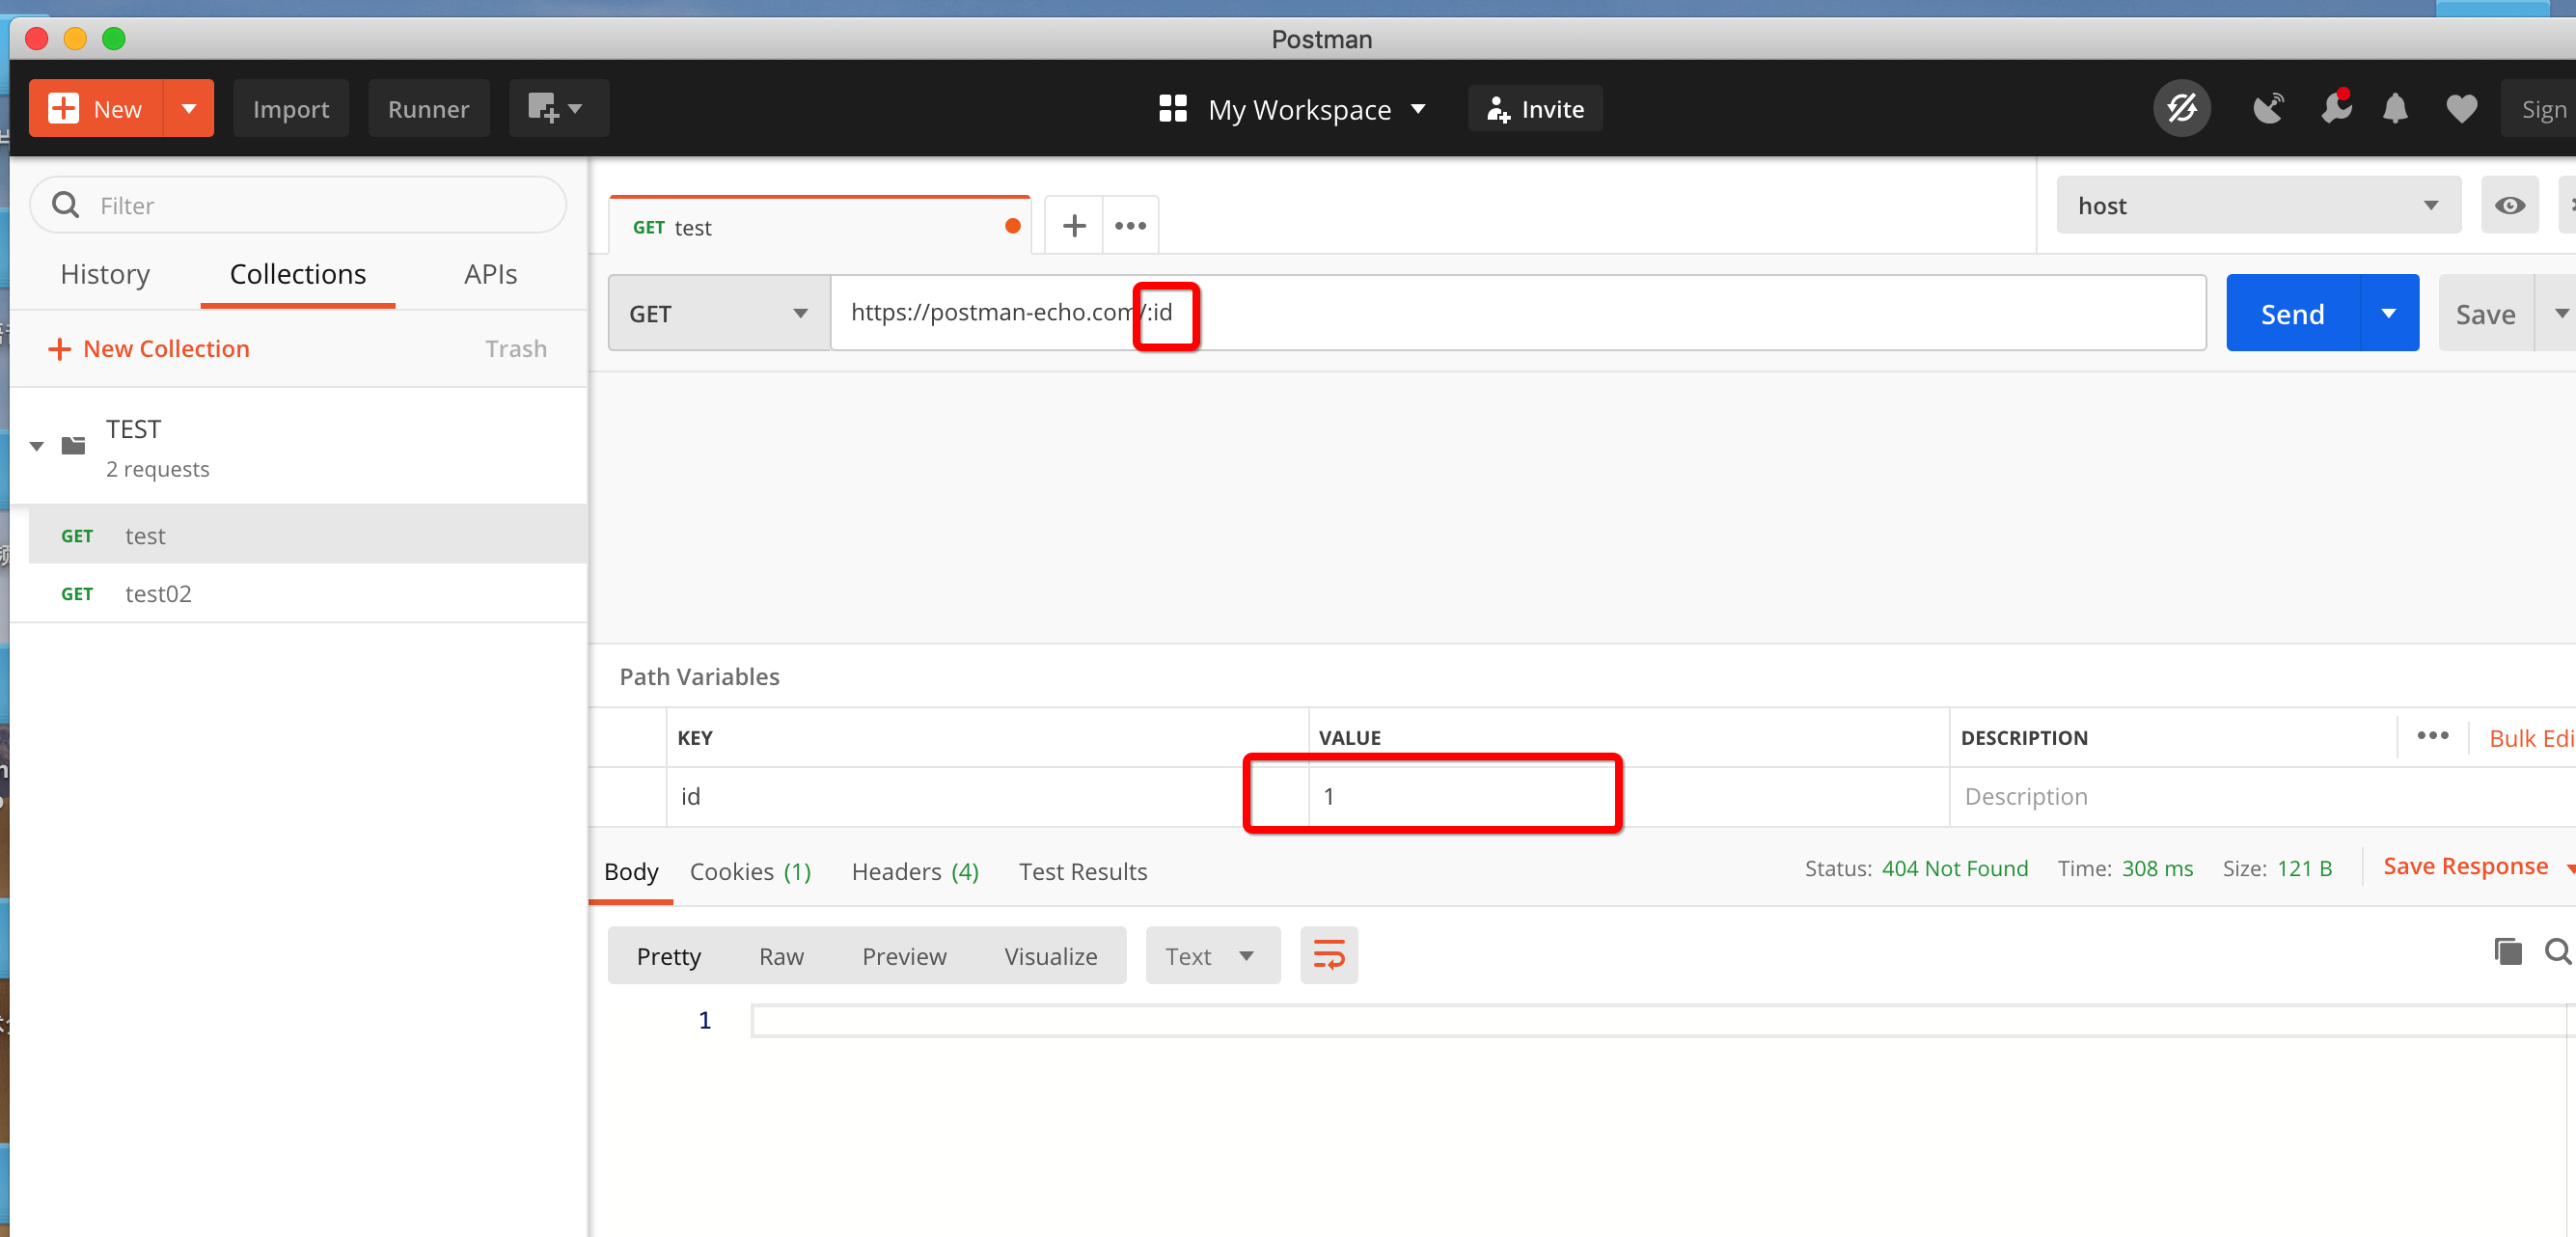 Postman
New Import Runner My Workspace Invite Sign
Filter
History Collections APIs
New Collection Trash
TEST
2 requests
GET test
GET test02
GET test
host
GET https://postman-echo.com/:id Send Save
Path Variables
KEY VALUE DESCRIPTION Bulk Edi
id 1 Description
Body Cookies (1) Headers (4) Test Results Status: 404 Not Found Time: 308 ms Size: 121 B Save Response
Pretty Raw Preview Visualize Text
1